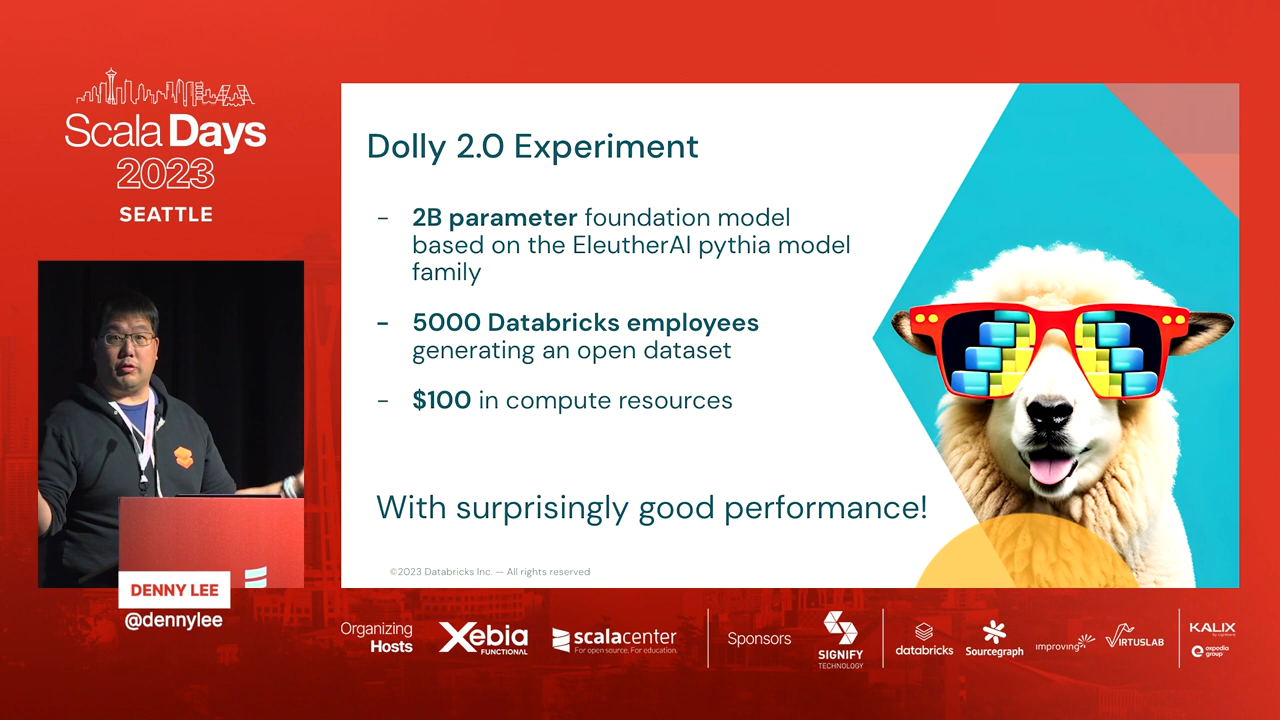 Scala Days
2023
SEATTLE
Dolly 2.0 Experiment
- 2B parameter foundation model
based on the EleutherAI pythia model
family
- 5000 Databricks employees
generating an open dataset
- $100 in compute resources
With surprisingly good performance!
©2023 Databricks Inc. — All rights reserved
DENNY LEE
@dennylee
Organizing
Hosts
Xebia
FUNCTIONAL
scalacenter
For open source. For education.
Sponsors
SIGNIFY
TECHNOLOGY
databricks
Sourcegraph
improving
VIRTUSLAB
KALIX
by Lightbend
expedia
group